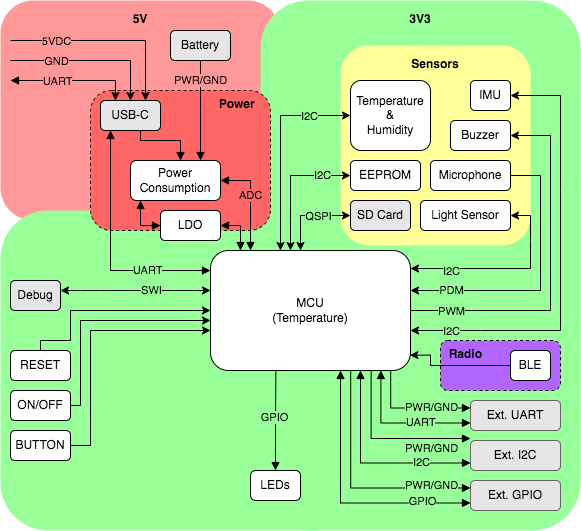 5V
3V3
5VDC
GND
UART
Battery
PWR/GND
Power
USB-C
Power
Consumption
ADC
LDO
Sensors
Temperature
&
Humidity
IMU
Buzzer
I2C
I2C
EEPROM
Microphone
QSPI
SD Card
Light Sensor
UART
SWI
Debug
MCU
(Temperature)
I2C
PDM
PWM
I2C
RESET
ON/OFF
BUTTON
Radio
BLE
GPIO
LEDs
PWR/GND
UART
Ext. UART
PWR/GND
I2C
Ext. I2C
PWR/GND
GPIO
Ext. GPIO